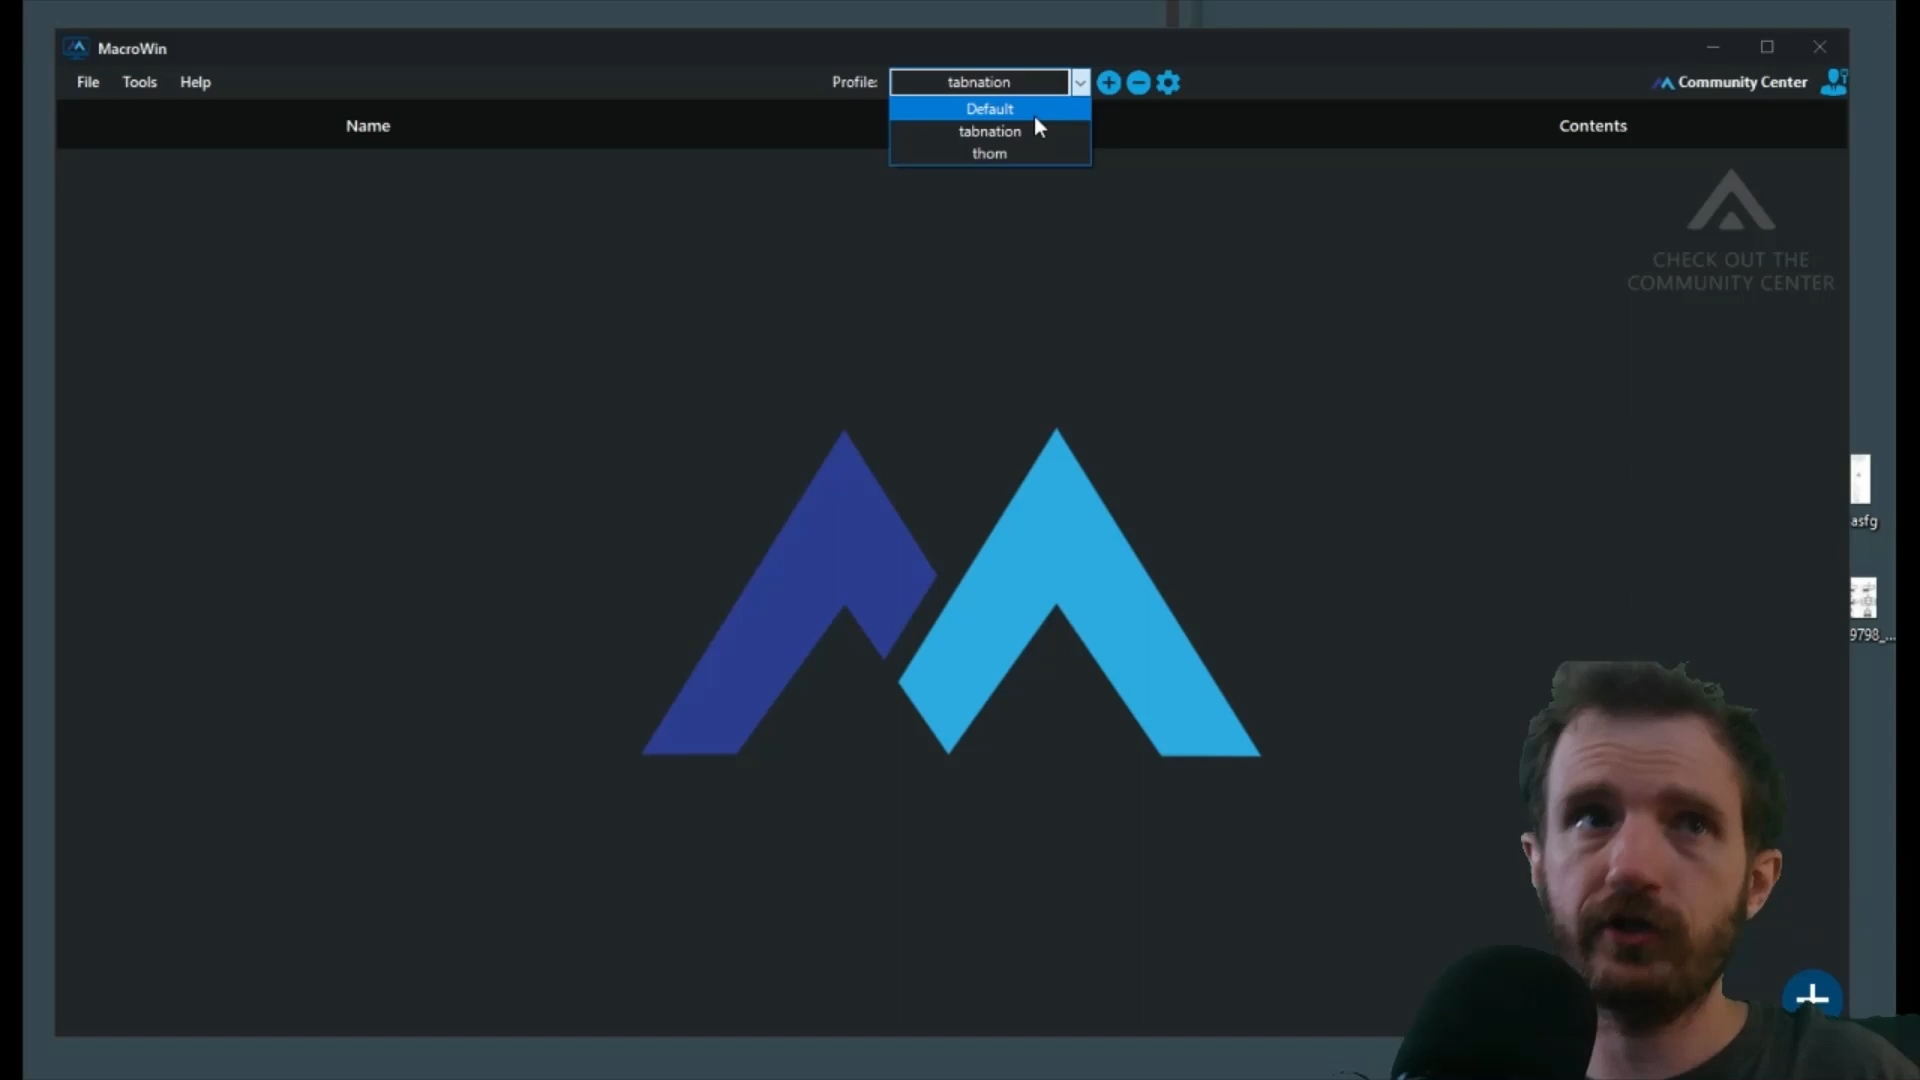 MacroWin
File Tools Help
Profile: tabnation
Community Center
Default
tabnation
thom
Name
Contents
CHECK OUT THE
COMMUNITY CENTER
asfg
9798_...